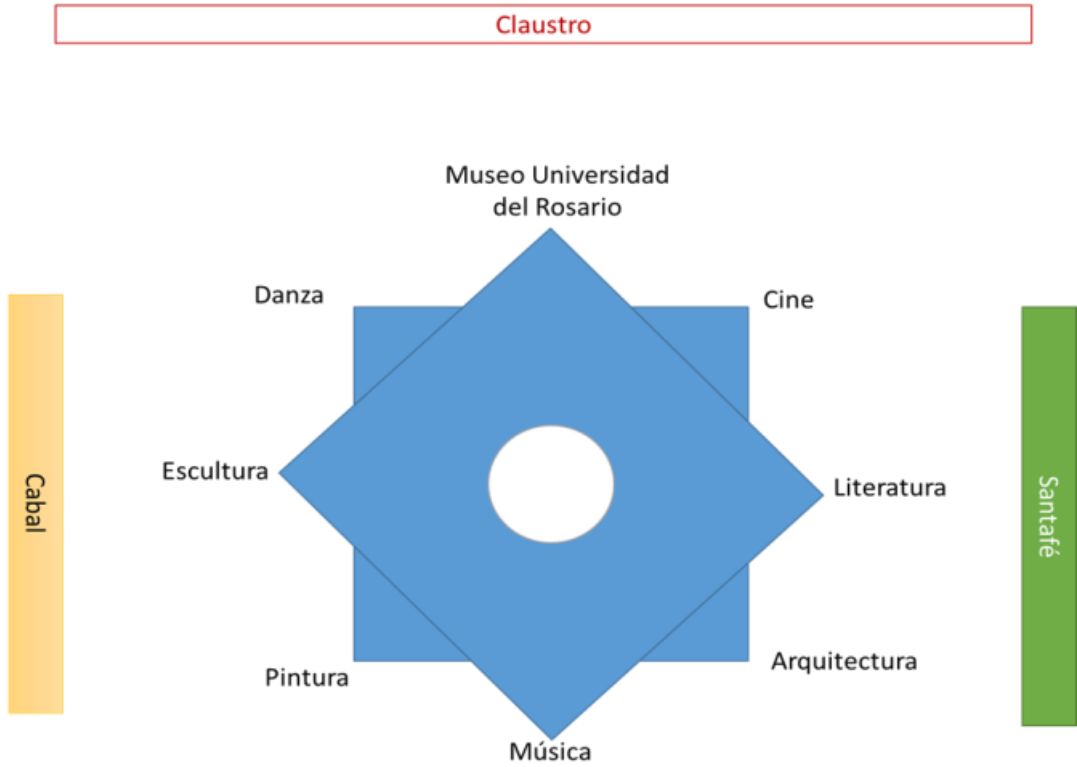 Claustro
Museo Universidad
del Rosario
Danza
Cine
Escultura
Literatura
Cabal
Santafé
Pintura
Arquitectura
Música